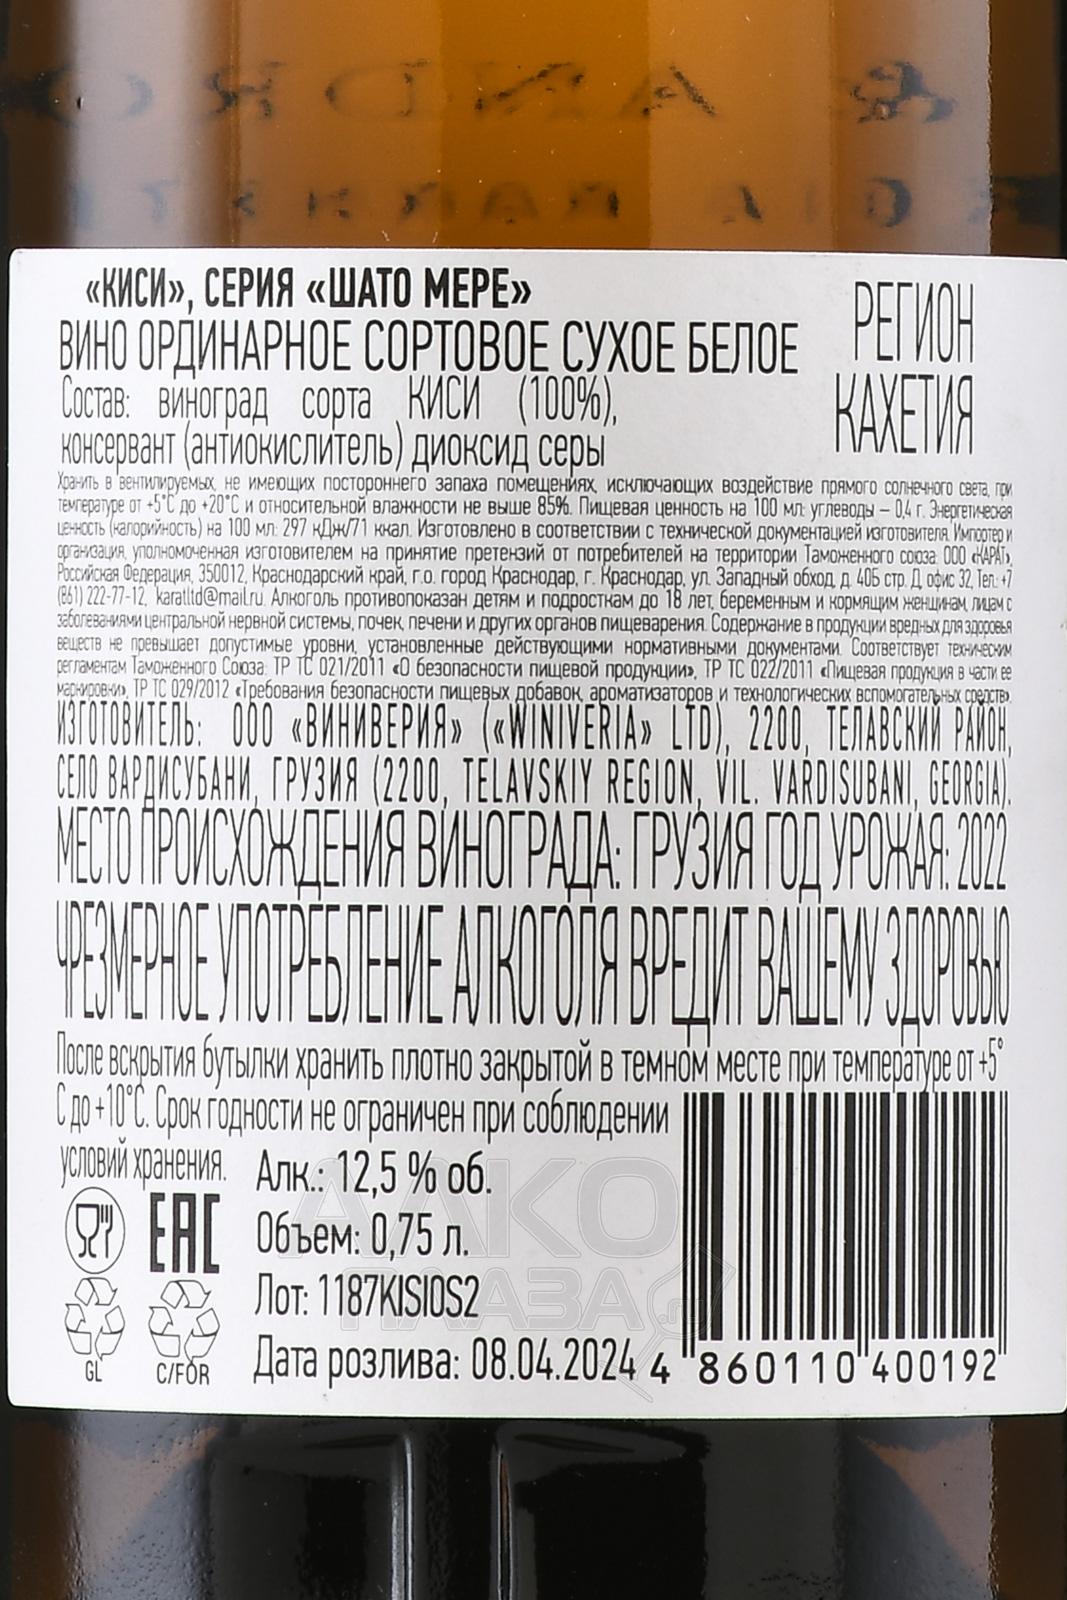 «КИСИ», СЕРИЯ «ШАТО МЕРЕ»
ВИНО ОРДИНАРНОЕ СОРТОВОЕ СУХОЕ БЕЛОЕ
РЕГИОН
КАХЕТИЯ
Состав: виноград сорта КИСИ (100%),
консервант (антиокислитель) диоксид серы
Хранить в вентилируемых, не имеющих постороннего запаха помещениях, исключающих воздействие прямого солнечного света, при
температуре от +5°С до +20°С и относительной влажности не выше 85%. Пищевая ценность на 100 мл: углеводы – 0,4 г. Энергетическая
ценность (калорийность) на 100 мл: 297 кДж/71 ккал. Изготовлено в соответствии с технической документацией изготовителя. Импортер и
организация, уполномоченная изготовителем на принятие претензий от потребителей на территории Таможенного союза: ООО «КАРАТ»,
Российская Федерация, 350012, Краснодарский край, г.о. город Краснодар, г. Краснодар, ул. Западный обход, д. 40Б стр. Д, офис 32, Тел.: +7
(861) 222-77-12, karatltd@mail.ru. Алкоголь противопоказан детям и подросткам до 18 лет, беременным и кормящим женщинам, лицам с
заболеваниями центральной нервной системы, почек, печени и других органов пищеварения. Содержание в продукции вредных для здоровья
веществ не превышает допустимые уровни, установленные действующими нормативными документами. Соответствует техническим
регламентам Таможенного Союза: ТР ТС 021/2011 «О безопасности пищевой продукции», ТР ТС 022/2011 «Пищевая продукция в части ее
маркировки», ТР ТС 029/2012 «Требования безопасности пищевых добавок, ароматизаторов и технологических вспомогательных средств».
ИЗГОТОВИТЕЛЬ: ООО «ВИНИВЕРИЯ» («WINIVERIA» LTD), 2200, ТЕЛАВСКИЙ РАЙОН,
СЕЛО ВАРДИСУБАНИ, ГРУЗИЯ (2200, TELAVSKIY REGION, VIL. VARDISUBANI, GEORGIA).
МЕСТО ПРОИСХОЖДЕНИЯ ВИНОГРАДА: ГРУЗИЯ ГОД УРОЖАЯ: 2022
ЧРЕЗМЕРНОЕ УПОТРЕБЛЕНИЕ АЛКОГОЛЯ ВРЕДИТ ВАШЕМУ ЗДОРОВЬЮ
После вскрытия бутылки хранить плотно закрытой в темном месте при температуре от +5°
С до +10°С. Срок годности не ограничен при соблюдении
условий хранения.
Алк.: 12,5 % об.
Объем: 0,75 л.
Лот: 1187KISI0S2
Дата розлива: 08.04.2024
EAC
GL
C/FOR
4 860110 400192
АЛКО
ПЛАЗА.ru